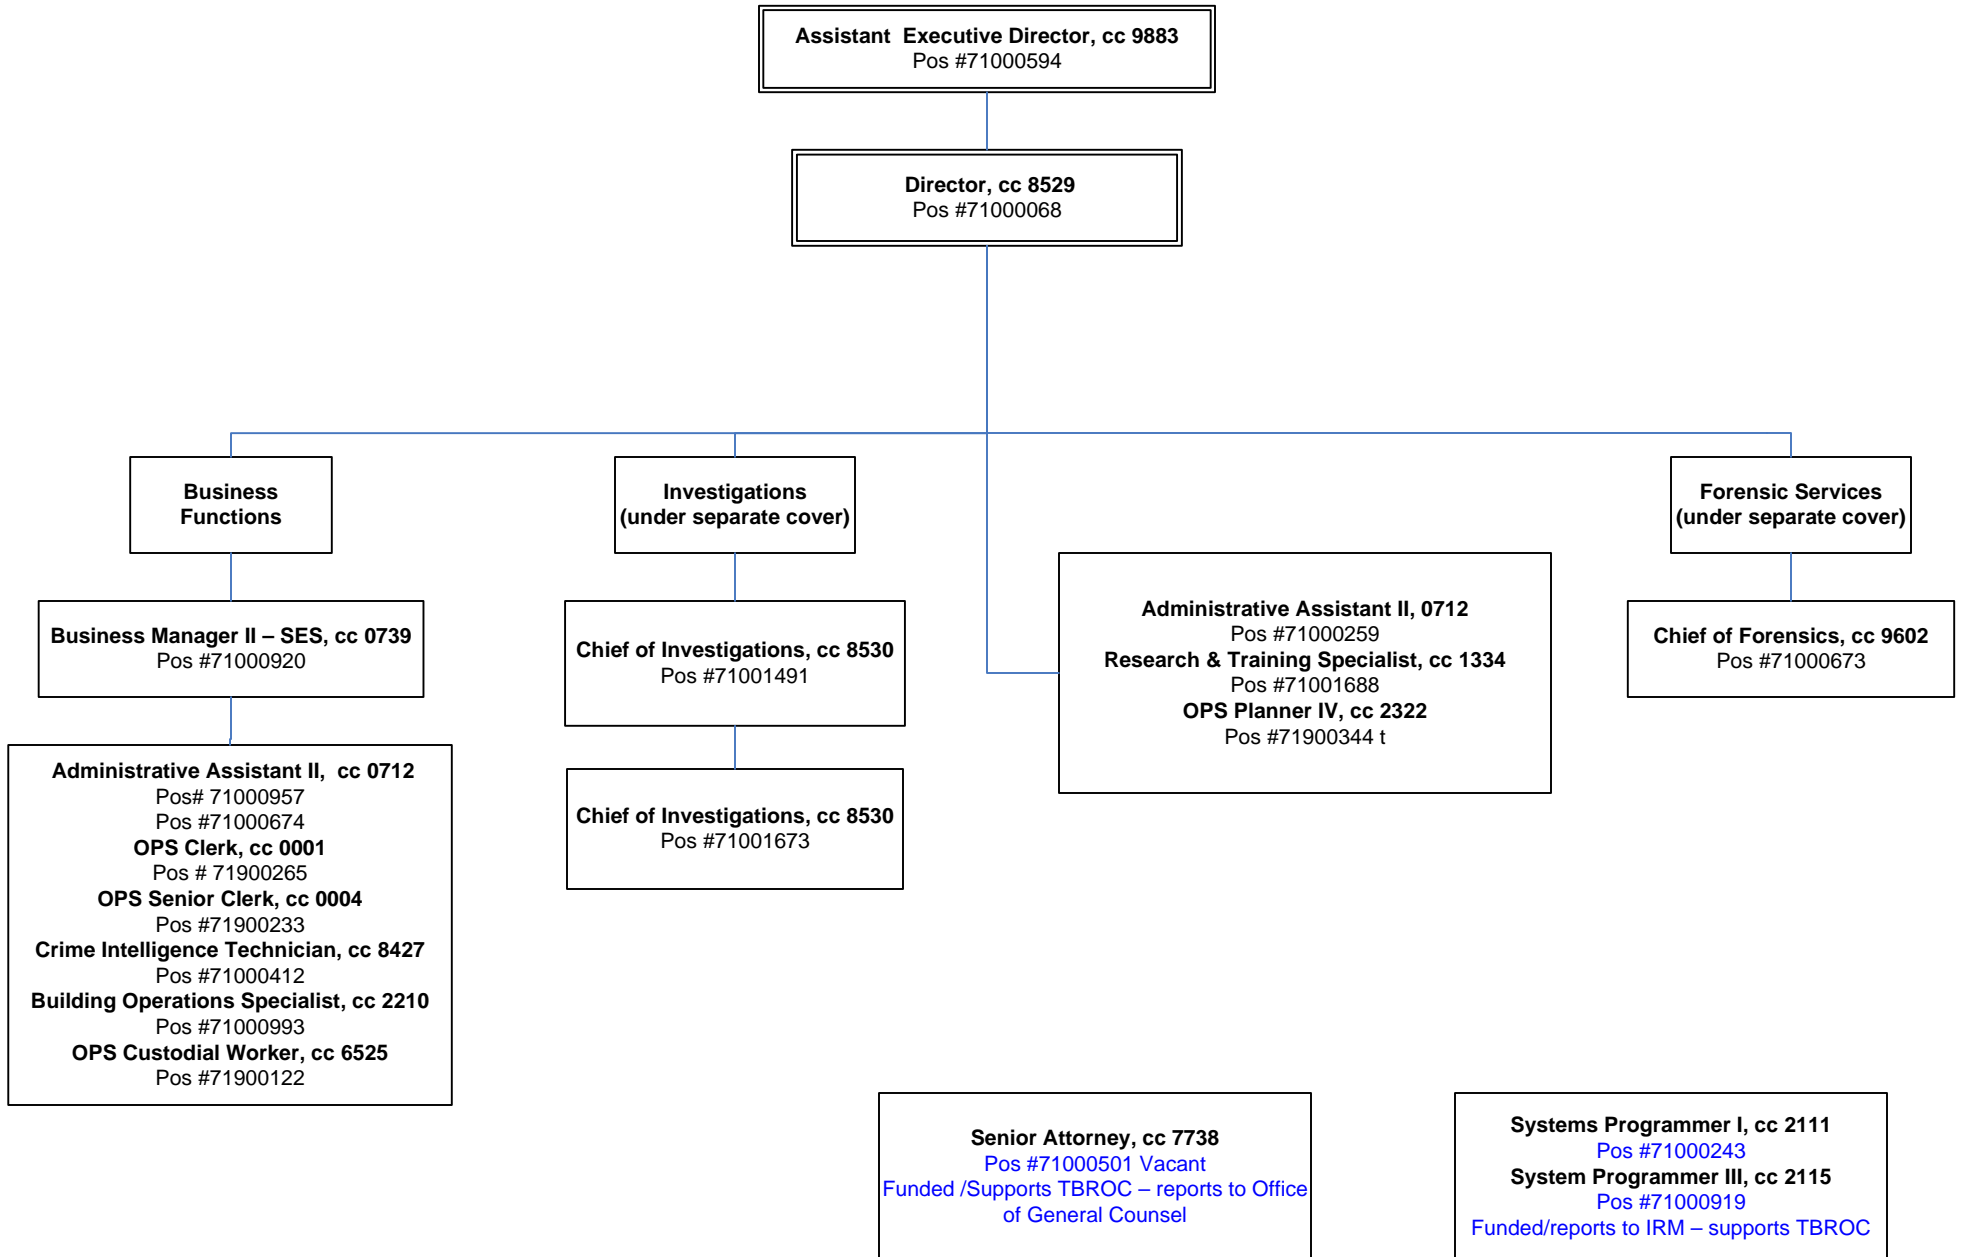 Assistant  Executive Director, cc 9883
Pos #71000594
Director, cc 8529
Pos #71000068
Business
Functions
Business Manager II – SES, cc 0739
Pos #71000920
Administrative Assistant II,  cc 0712
Pos# 71000957
Pos #71000674
OPS Clerk, cc 0001
Pos # 71900265
OPS Senior Clerk, cc 0004
Pos #71900233
Crime Intelligence Technician, cc 8427
Pos #71000412
Building Operations Specialist, cc 2210
Pos #71000993
OPS Custodial Worker, cc 6525
Pos #71900122
Investigations
(under separate cover)
Chief of Investigations, cc 8530
Pos #71001491
Chief of Investigations, cc 8530
Pos #71001673
Administrative Assistant II, 0712
Pos #71000259
Research & Training Specialist, cc 1334
Pos #71001688
OPS Planner IV, cc 2322
Pos #71900344 t
Forensic Services
(under separate cover)
Chief of Forensics, cc 9602
Pos #71000673
Senior Attorney, cc 7738
Pos #71000501 Vacant
Funded /Supports TBROC – reports to Office
of General Counsel
Systems Programmer I, cc 2111
Pos #71000243
System Programmer III, cc 2115
Pos #71000919
Funded/reports to IRM – supports TBROC